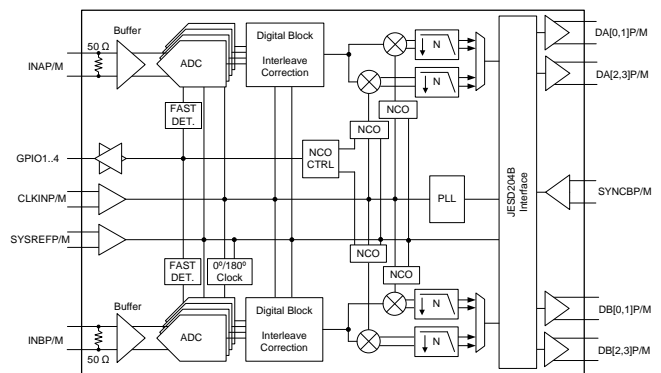 Buffer
50 Ω
INAP/M
ADC
Digital Block
Interleave
Correction
N
N
DA[0,1]P/M
DA[2,3]P/M
FAST
DET.
NCO
NCO
GPIO1..4
NCO
CTRL
JESD204B
Interface
CLKINP/M
PLL
SYNCBP/M
SYSREFP/M
FAST
DET.
0º/180º
Clock
NCO
NCO
Buffer
INBP/M
50 Ω
ADC
Digital Block
Interleave
Correction
N
N
DB[0,1]P/M
DB[2,3]P/M